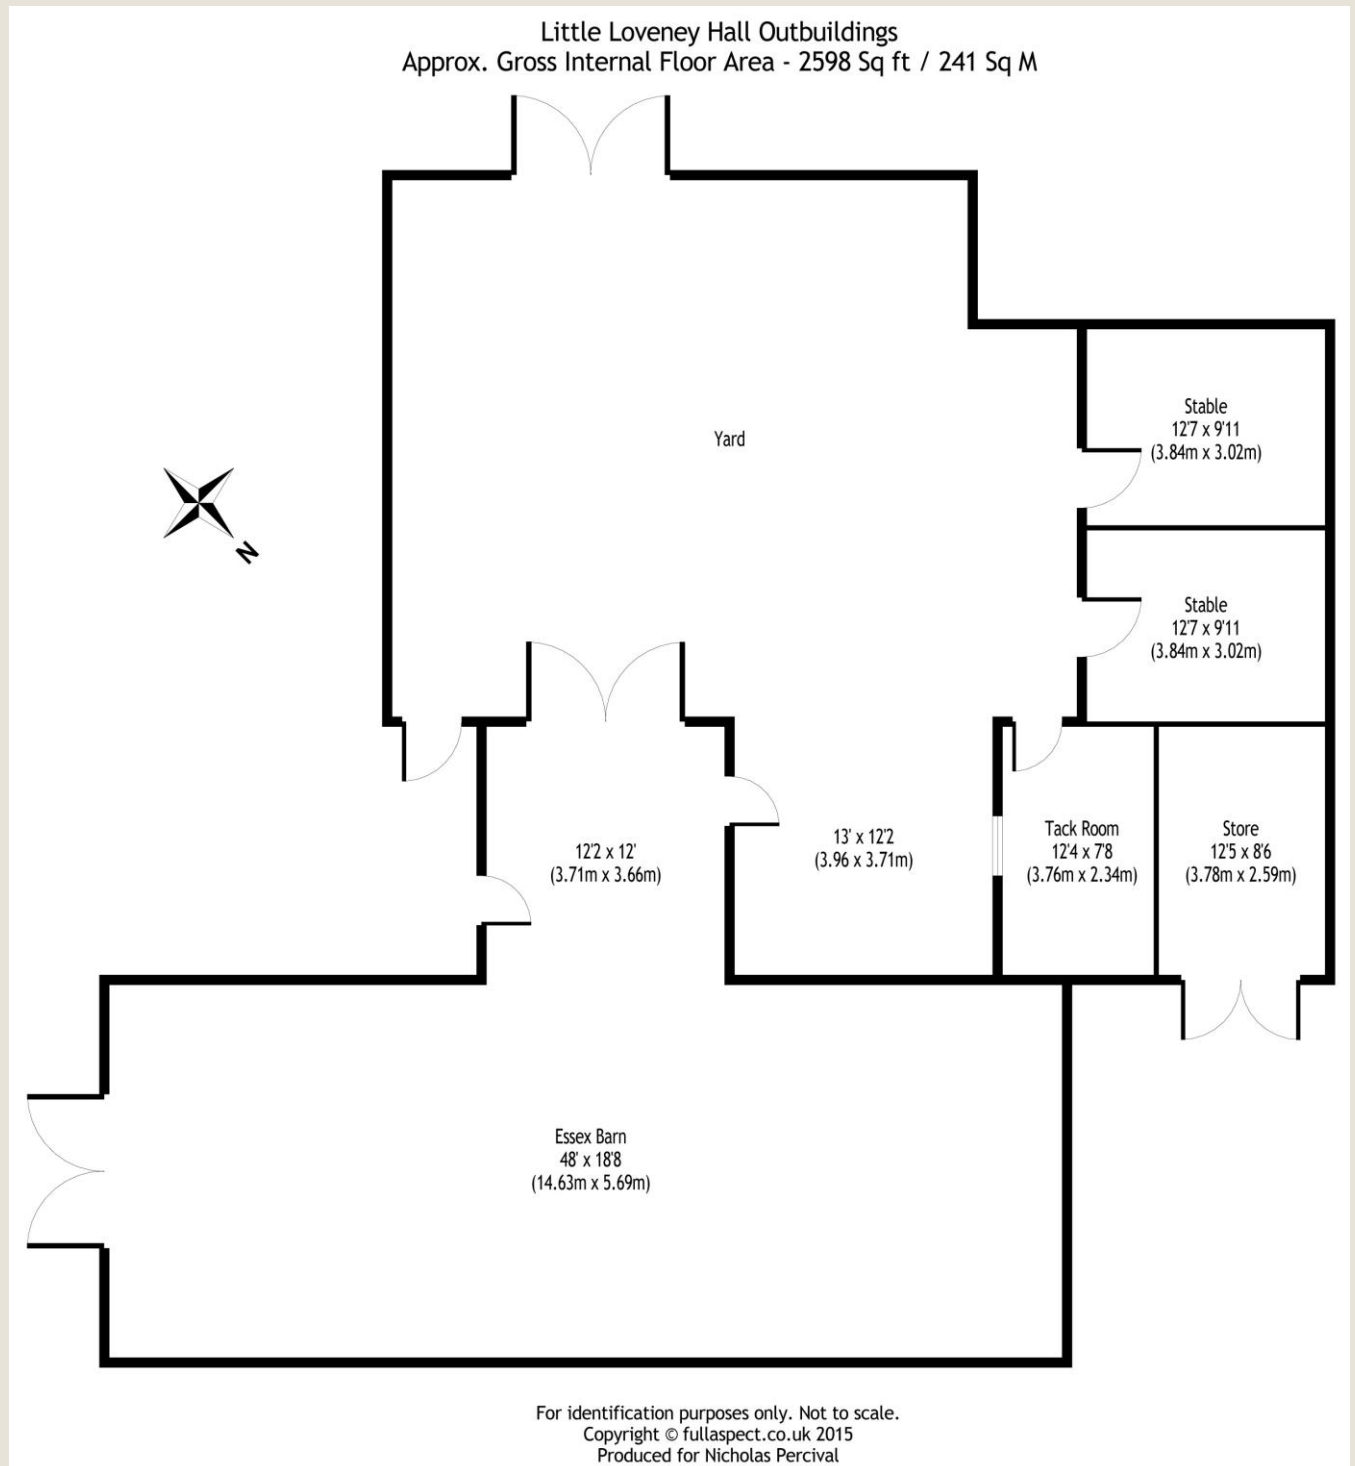 Little Loveney Hall Outbuildings
Approx. Gross Internal Floor Area - 2598 Sq ft / 241 Sq M
Stable
12'7 x 9'11
(3.84m x 3.02m)
Yard
N
Stable
12'7 x 9'11
(3.84m x 3.02m)
12'2 x 12'
(3.71m x 3.66m)
13' x 12'2
(3.96 x 3.71m)
Tack Room
12'4 x 7'8
(3.76m x 2.34m)
Store
12'5 x 8'6
(3.78m x 2.59m)
Essex Barn
48' x 18'8
(14.63m x 5.69m)
For identification purposes only. Not to scale.
Copyright © fullaspect.co.uk 2015
Produced for Nicholas Percival